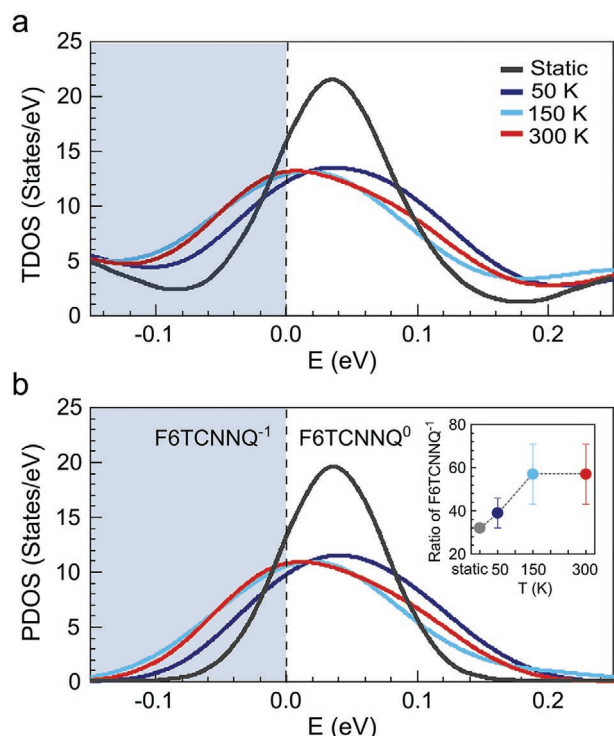 a
25
20
15
10
5
0
TDOS (States/eV)
Static
50 K
150 K
300 K
-0.1 0.0 0.1 0.2
E (eV)
b
25
20
15
10
5
0
PDOS (States/eV)
F6TCNNQ⁻¹ F6TCNNQ⁰
80
60
40
20
Ratio of F6TCNNQ⁻¹
static 50 150 300
T (K)
-0.1 0.0 0.1 0.2
E (eV)